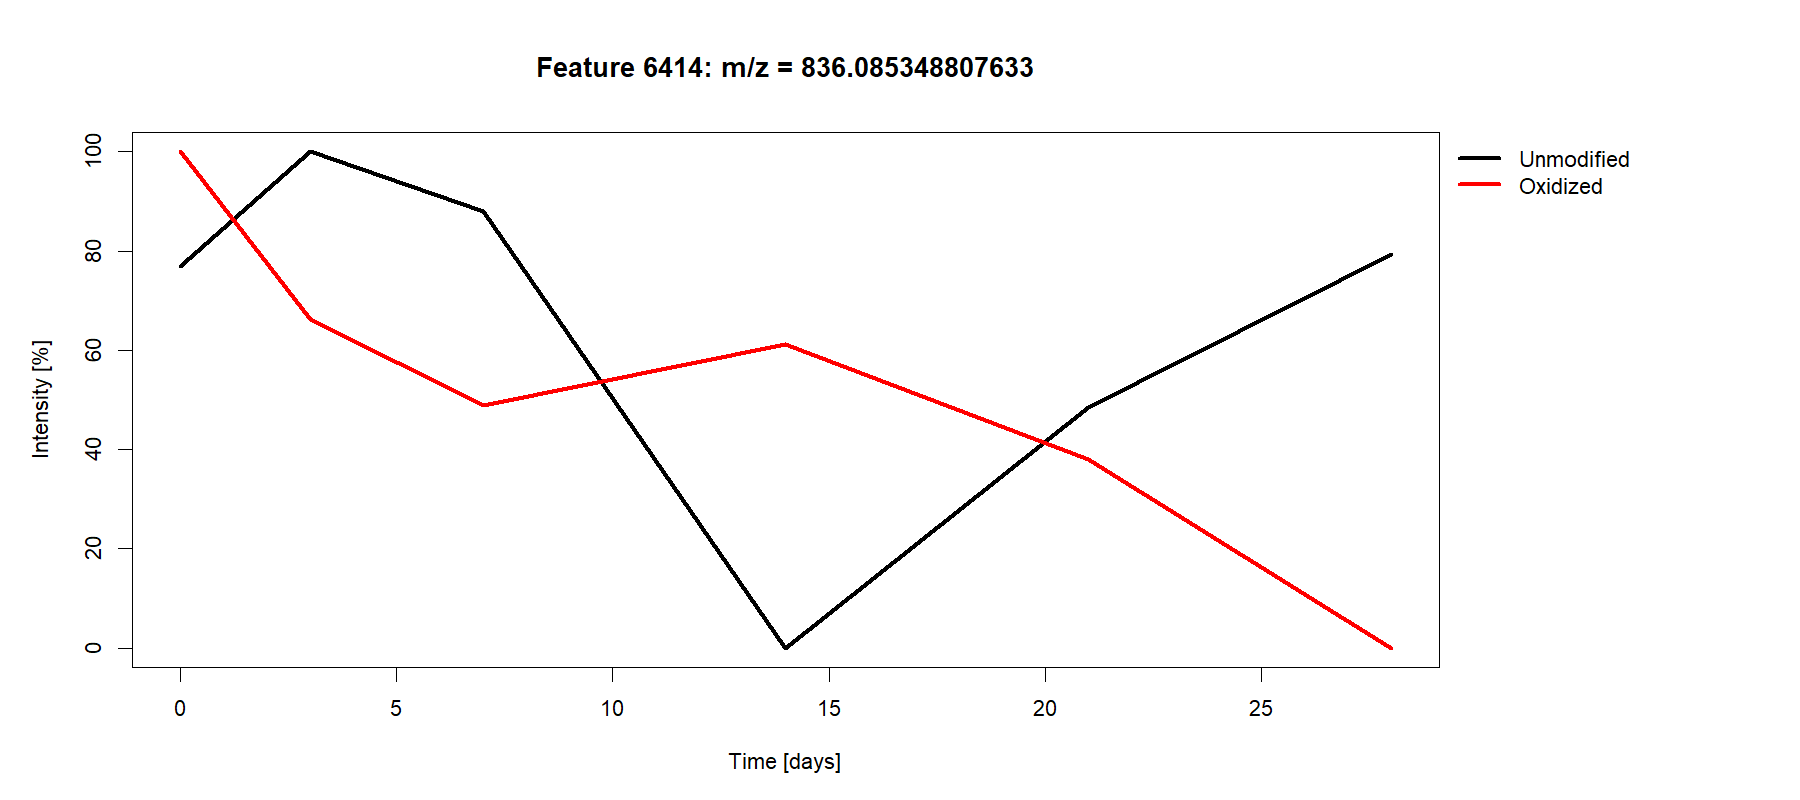 Feature 6414: m/z = 836.085348807633
Unmodified
Oxidized
Intensity [%]
100
80
60
40
20
0
0 5 10 15 20 25
Time [days]